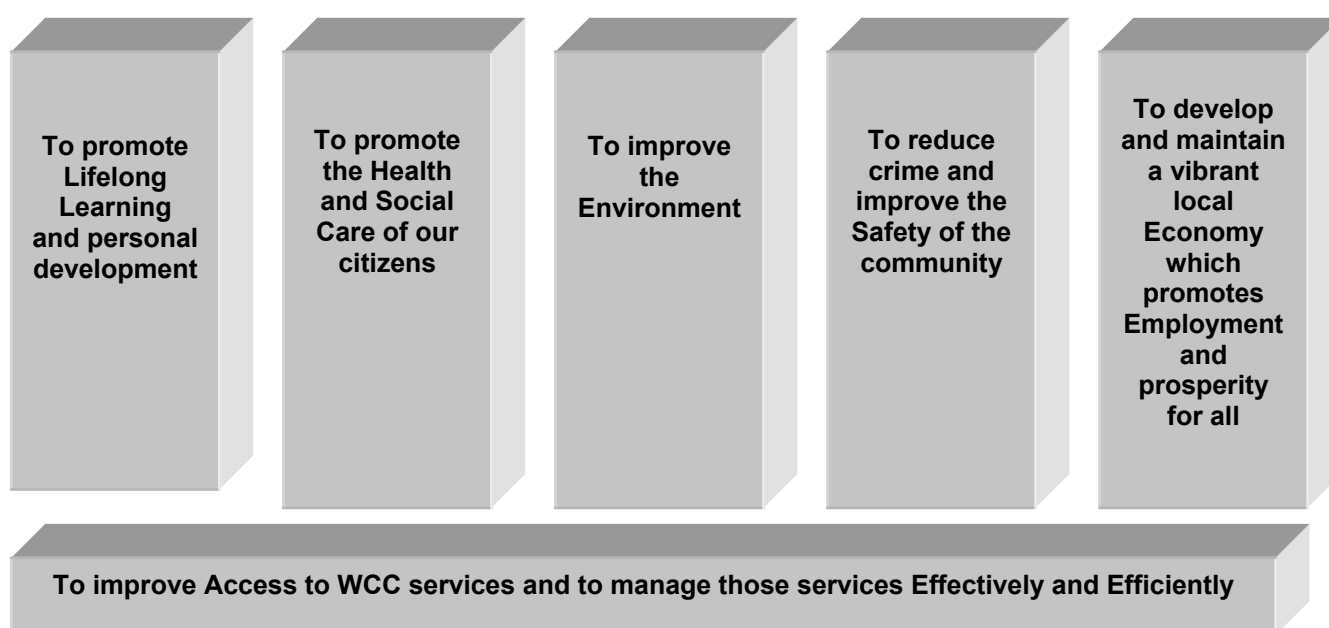 To promote
Lifelong
Learning
and personal
development
To promote
the Health
and Social
Care of our
citizens
To improve
the
Environment
To reduce
crime and
improve the
Safety of the
community
To develop
and maintain
a vibrant
local
Economy
which
promotes
Employment
and
prosperity
for all
To improve Access to WCC services and to manage those services Effectively and Efficiently